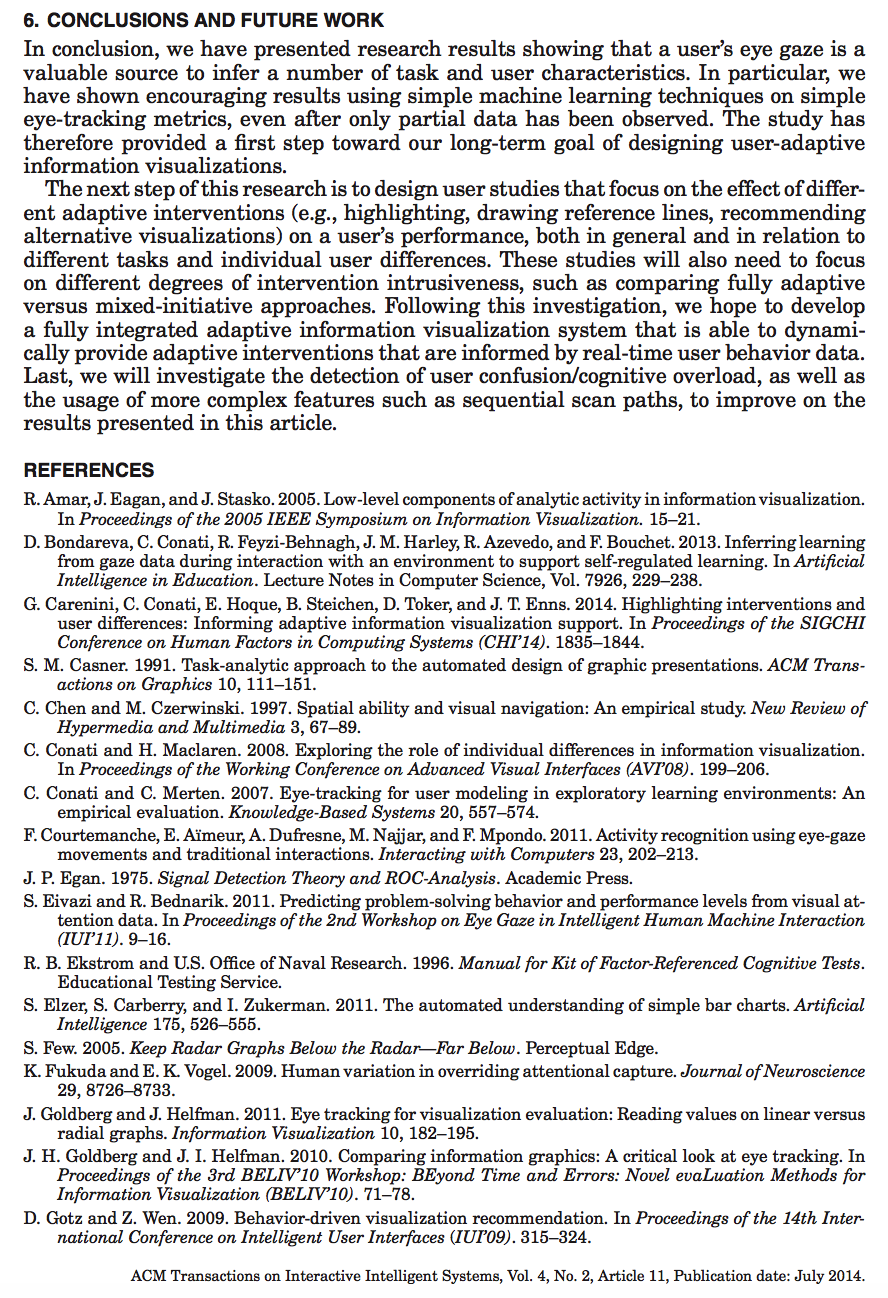 6. CONCLUSIONS AND FUTURE WORK
In conclusion, we have presented research results showing that a user's eye gaze is a
valuable source to infer a number of task and user characteristics. In particular, we
have shown encouraging results using simple machine learning techniques on simple
eye-tracking metrics, even after only partial data has been observed. The study has
therefore provided a first step toward our long-term goal of designing user-adaptive
information visualizations.
The next step of this research is to design user studies that focus on the effect of differ-
ent adaptive interventions (e.g., highlighting, drawing reference lines, recommending
alternative visualizations) on a user's performance, both in general and in relation to
different tasks and individual user differences. These studies will also need to focus
on different degrees of intervention intrusiveness, such as comparing fully adaptive
versus mixed-initiative approaches. Following this investigation, we hope to develop
a fully integrated adaptive information visualization system that is able to dynami-
cally provide adaptive interventions that are informed by real-time user behavior data.
Last, we will investigate the detection of user confusion/cognitive overload, as well as
the usage of more complex features such as sequential scan paths, to improve on the
results presented in this article.
REFERENCES
R. Amar, J. Eagan, and J. Stasko. 2005. Low-level components of analytic activity in information visualization.
In Proceedings of the 2005 IEEE Symposium on Information Visualization. 15–21.
D. Bondareva, C. Conati, R. Feyzi-Behnagh, J. M. Harley, R. Azevedo, and F. Bouchet. 2013. Inferring learning
from gaze data during interaction with an environment to support self-regulated learning. In Artificial
Intelligence in Education. Lecture Notes in Computer Science, Vol. 7926, 229–238.
G. Carenini, C. Conati, E. Hoque, B. Steichen, D. Toker, and J. T. Enns. 2014. Highlighting interventions and
user differences: Informing adaptive information visualization support. In Proceedings of the SIGCHI
Conference on Human Factors in Computing Systems (CHI'14). 1835–1844.
S. M. Casner. 1991. Task-analytic approach to the automated design of graphic presentations. ACM Trans-
actions on Graphics 10, 111–151.
C. Chen and M. Czerwinski. 1997. Spatial ability and visual navigation: An empirical study. New Review of
Hypermedia and Multimedia 3, 67–89.
C. Conati and H. Maclaren. 2008. Exploring the role of individual differences in information visualization.
In Proceedings of the Working Conference on Advanced Visual Interfaces (AVI'08). 199–206.
C. Conati and C. Merten. 2007. Eye-tracking for user modeling in exploratory learning environments: An
empirical evaluation. Knowledge-Based Systems 20, 557–574.
F. Courtemanche, E. Aïmeur, A. Dufresne, M. Najjar, and F. Mpondo. 2011. Activity recognition using eye-gaze
movements and traditional interactions. Interacting with Computers 23, 202–213.
J. P. Egan. 1975. Signal Detection Theory and ROC-Analysis. Academic Press.
S. Eivazi and R. Bednarik. 2011. Predicting problem-solving behavior and performance levels from visual at-
tention data. In Proceedings of the 2nd Workshop on Eye Gaze in Intelligent Human Machine Interaction
(IUI'11). 9–16.
R. B. Ekstrom and U.S. Office of Naval Research. 1996. Manual for Kit of Factor-Referenced Cognitive Tests.
Educational Testing Service.
S. Elzer, S. Carberry, and I. Zukerman. 2011. The automated understanding of simple bar charts. Artificial
Intelligence 175, 526–555.
S. Few. 2005. Keep Radar Graphs Below the Radar—Far Below. Perceptual Edge.
K. Fukuda and E. K. Vogel. 2009. Human variation in overriding attentional capture. Journal of Neuroscience
29, 8726–8733.
J. Goldberg and J. Helfman. 2011. Eye tracking for visualization evaluation: Reading values on linear versus
radial graphs. Information Visualization 10, 182–195.
J. H. Goldberg and J. I. Helfman. 2010. Comparing information graphics: A critical look at eye tracking. In
Proceedings of the 3rd BELIV'10 Workshop: BEyond Time and Errors: Novel evaLuation Methods for
Information Visualization (BELIV'10). 71–78.
D. Gotz and Z. Wen. 2009. Behavior-driven visualization recommendation. In Proceedings of the 14th Inter-
national Conference on Intelligent User Interfaces (IUI'09). 315–324.
ACM Transactions on Interactive Intelligent Systems, Vol. 4, No. 2, Article 11, Publication date: July 2014.